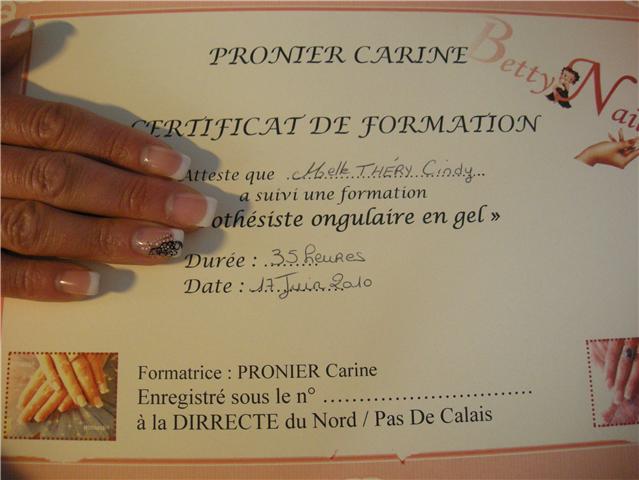 PRONIER CARINE
Betty Nail
CERTIFICAT DE FORMATION
Atteste que Melle THÉRY Cindy
a suivi une formation
othésiste ongulaire en gel »
Durée : 35 heures
Date : 17 Juin 2010
Formatrice : PRONIER Carine
Enregistré sous le n° ..............................
à la DIRRECTE du Nord / Pas De Calais